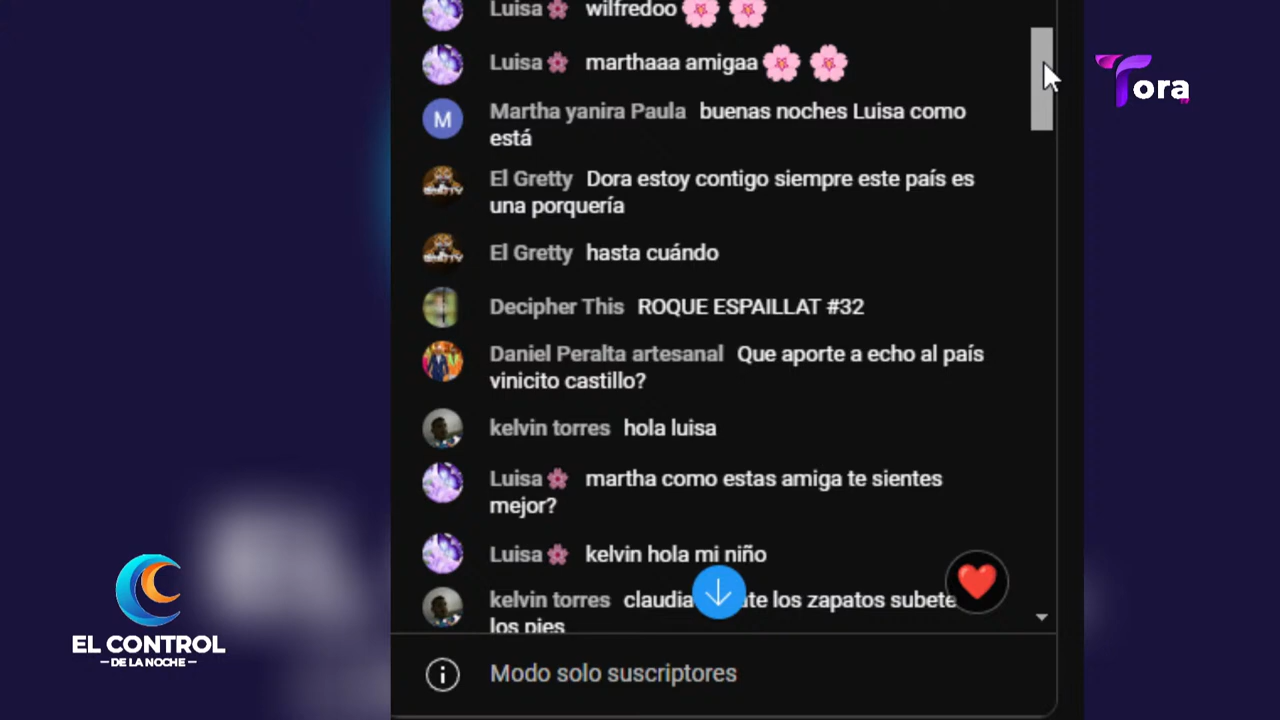 Luisa wilfredoo
Luisa marthaaa amigaa
Tora
M Martha yanira Paula buenas noches Luisa como
está
El Gretty Dora estoy contigo siempre este país es
una porquería
El Gretty hasta cuándo
Decipher This ROQUE ESPAILLAT #32
Daniel Peralta artesanal Que aporte a echo al país
vinicito castillo?
kelvin torres hola luisa
Luisa martha como estas amiga te sientes
mejor?
Luisa kelvin hola mi niño
kelvin torres claudia los zapatos subete
los pies
EL CONTROL
DE LA NOCHE
Modo solo suscriptores